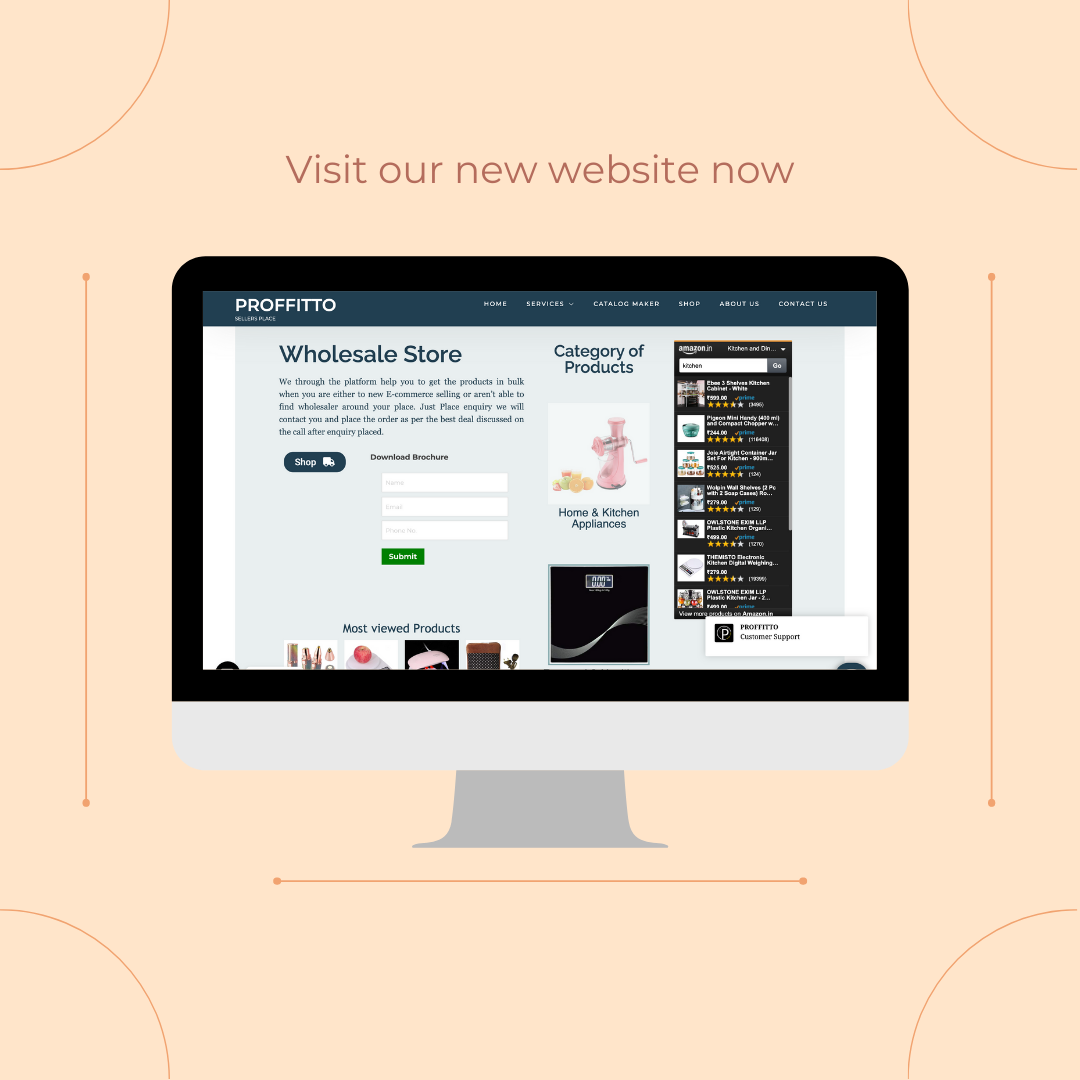 Visit our new website now
PROFFITTO
SELLERS PLACE
HOME
SERVICES
CATALOG MAKER
SHOP
ABOUT US
CONTACT US
Wholesale Store
We through the platform help you to get the products in bulk
when you are either to new E-commerce selling or aren't able to
find wholesaler around your place. Just Place enquiry we will
contact you and place the order as per the best deal discussed on
the call after enquiry placed.
Shop
Download Brochure
Name
Email
Phone No
Submit
Most viewed Products
Category of
Products
Home & Kitchen
Appliances
0.00
amazon.in
Kitchen and Din...
kitchen
Go
Ebee 3 Shelves Kitchen
Cabinet - White
₹599.00 prime
(3495)
Pigeon Mini Handy (400 ml)
and Compact Chopper w...
₹244.00 prime
(116408)
Joie Airtight Container Jar
Set For Kitchen - 900m...
₹525.00 prime
(124)
Wolpin Wall Shelves (2 Pc
with 2 Soap Cases) Ro...
₹279.00 prime
(129)
OWLSTONE EXIM LLP
Plastic Kitchen Organi...
₹499.00 prime
(1270)
THEMISTO Electronic
Kitchen Digital Weighing...
₹279.00
(19399)
OWLSTONE EXIM LLP
Plastic Kitchen Jar - 2...
₹499.00 prime
View more products on Amazon.in
PROFFITTO
Customer Support